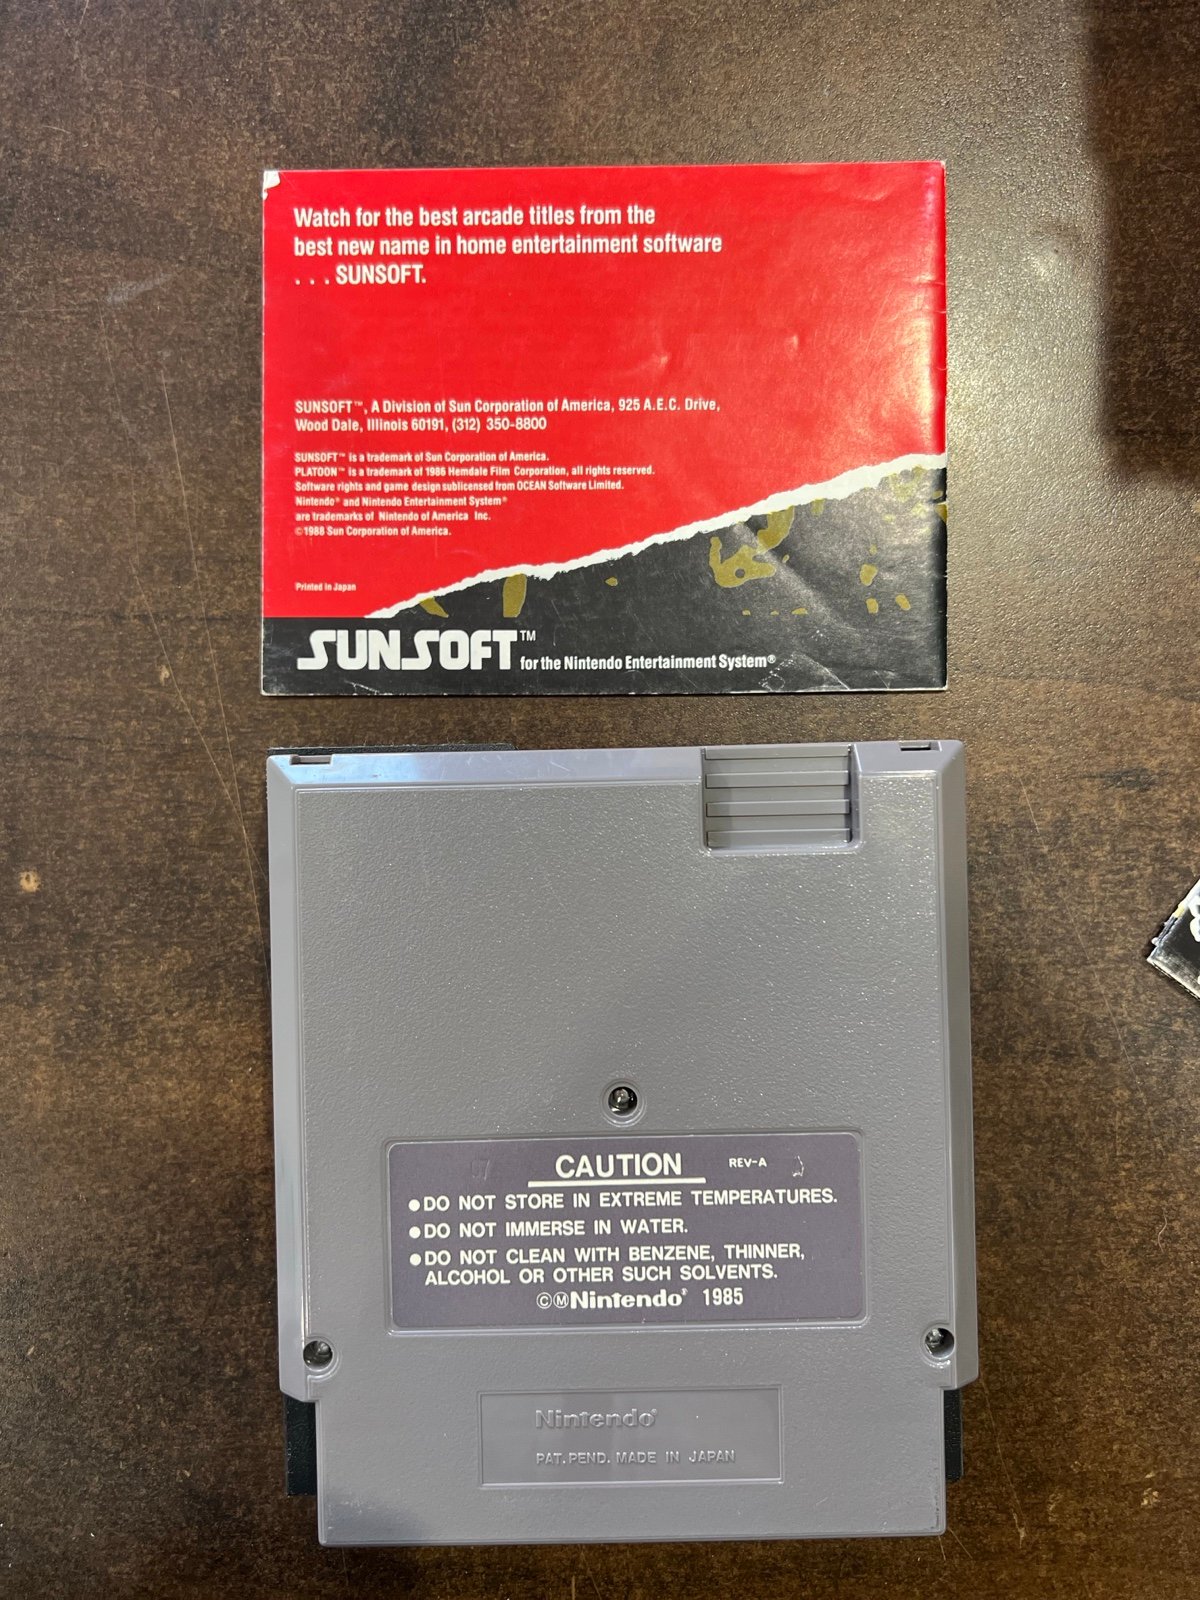 Watch for the best arcade titles from the
best new name in home entertainment software
. . . SUNSOFT.
SUNSOFT™, A Division of Sun Corporation of America, 925 A.E.C. Drive,
Wood Dale, Illinois 60191, (312) 350-8800
SUNSOFT™ is a trademark of Sun Corporation of America.
PLATOON™ is a trademark of 1986 Hemdale Film Corporation, all rights reserved.
Software rights and game design sublicensed from OCEAN Software Limited.
Nintendo® and Nintendo Entertainment System®
are trademarks of Nintendo of America Inc.
©1988 Sun Corporation of America.
Printed in Japan
SUNSOFT™ for the Nintendo Entertainment System®
CAUTION REV-A
●DO NOT STORE IN EXTREME TEMPERATURES.
●DO NOT IMMERSE IN WATER.
●DO NOT CLEAN WITH BENZENE, THINNER,
ALCOHOL OR OTHER SUCH SOLVENTS.
©ⓂNintendo® 1985
Nintendo®
PAT. PEND. MADE IN JAPAN